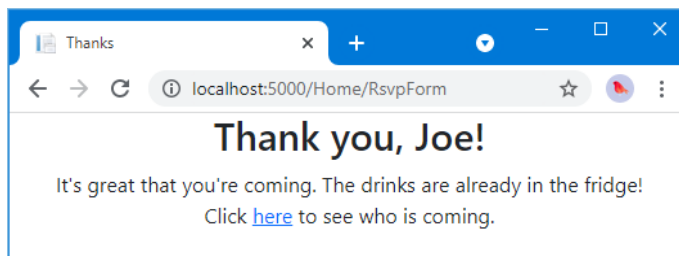 Thanks
localhost:5000/Home/RsvpForm
Thank you, Joe!
It's great that you're coming. The drinks are already in the fridge!
Click here to see who is coming.